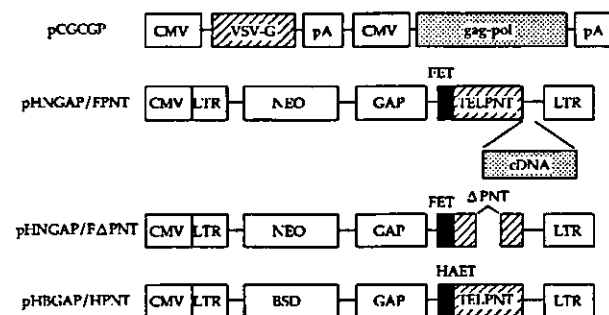 pCGCGP CMV VSV-G pA CMV gag-pol pA
FET
pHNGAP/FPNT CMV LTR NEO GAP TELPNT LTR
cDNA
FET ΔPNT
pHNGAP/FΔPNT CMV LTR NEO GAP LTR
HAET
pHBGAP/HPNT CMV LTR BSD GAP TELPNT LTR